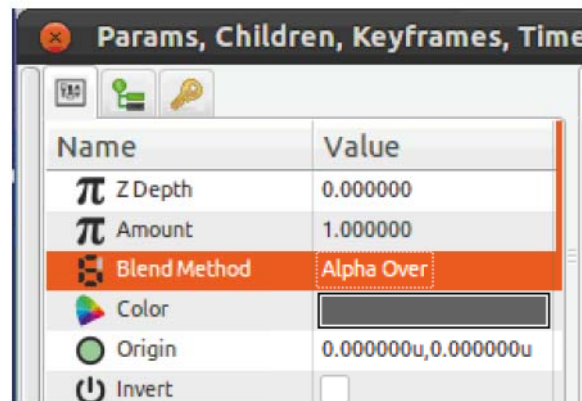 Params, Children, Keyframes, Time
Name Value
Z Depth 0.000000
Amount 1.000000
Blend Method Alpha Over
Color
Origin 0.000000u,0.000000u
Invert